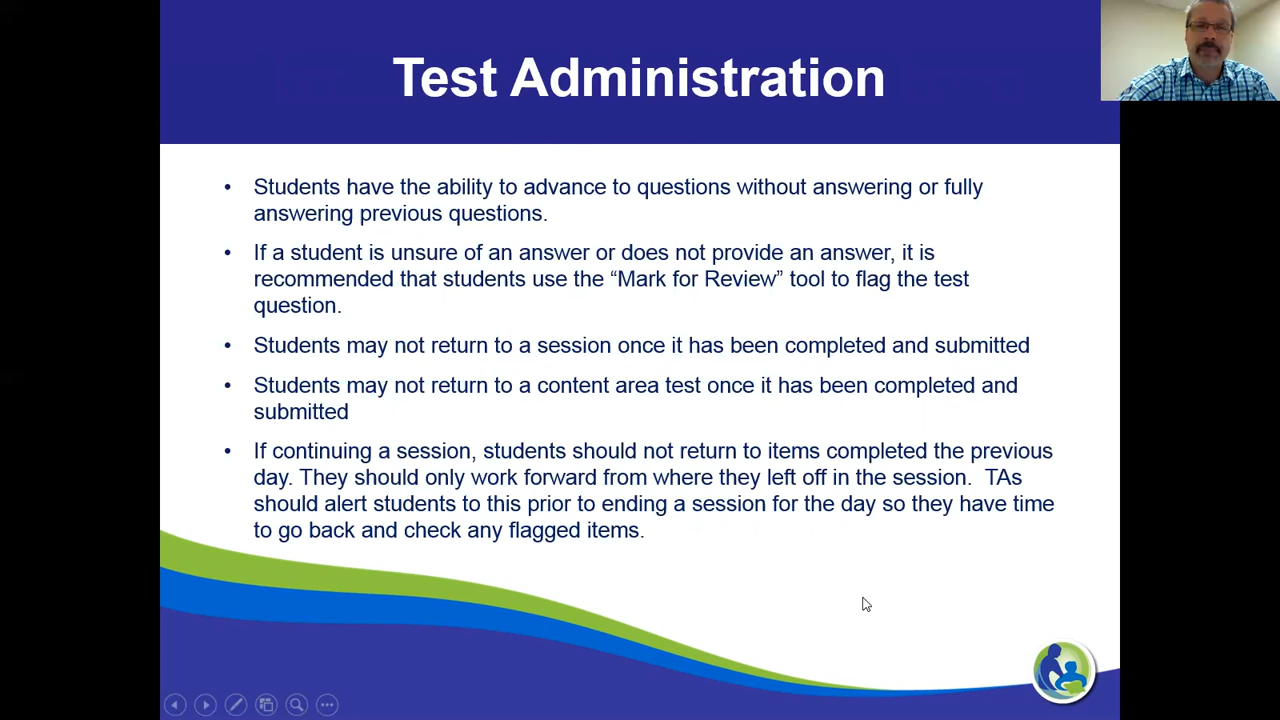 Test Administration
• Students have the ability to advance to questions without answering or fully
answering previous questions.
• If a student is unsure of an answer or does not provide an answer, it is
recommended that students use the “Mark for Review” tool to flag the test
question.
• Students may not return to a session once it has been completed and submitted
• Students may not return to a content area test once it has been completed and
submitted
• If continuing a session, students should not return to items completed the previous
day. They should only work forward from where they left off in the session.  TAs
should alert students to this prior to ending a session for the day so they have time
to go back and check any flagged items.